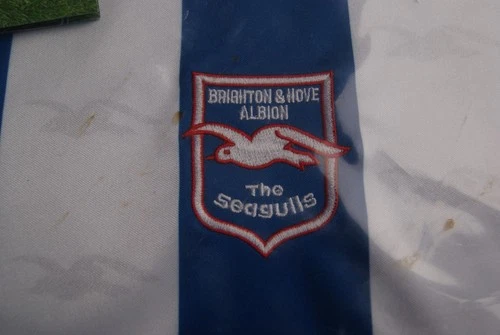 BRIGHTON & HOVE
ALBION
The
seagulls